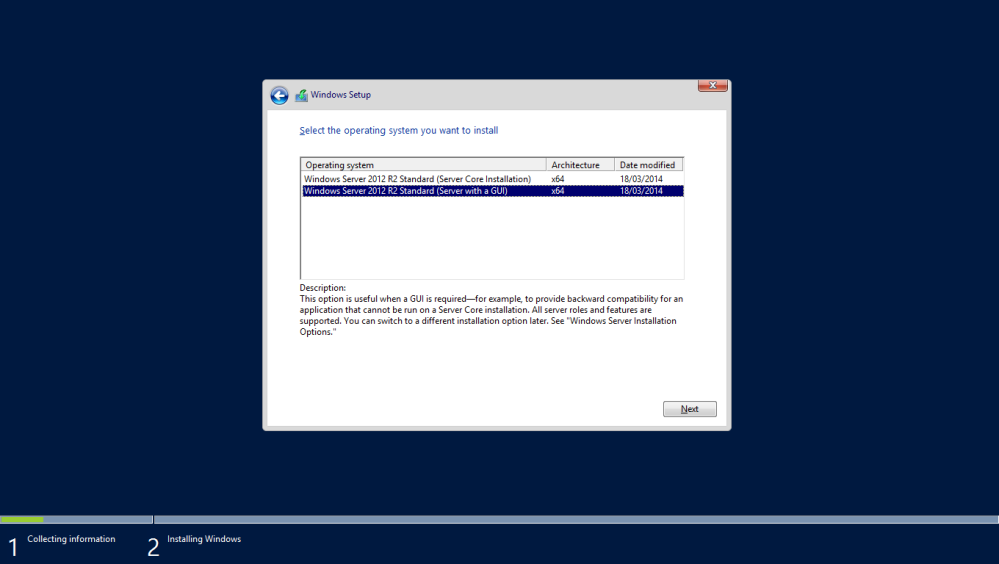 Windows Setup
Select the operating system you want to install
Operating system Architecture Date modified
Windows Server 2012 R2 Standard (Server Core Installation) x64 18/03/2014
Windows Server 2012 R2 Standard (Server with a GUI) x64 18/03/2014
Description:
This option is useful when a GUI is required—for example, to provide backward compatibility for an
application that cannot be run on a Server Core installation. All server roles and features are
supported. You can switch to a different installation option later. See "Windows Server Installation
Options."
Next
1 Collecting information 2 Installing Windows